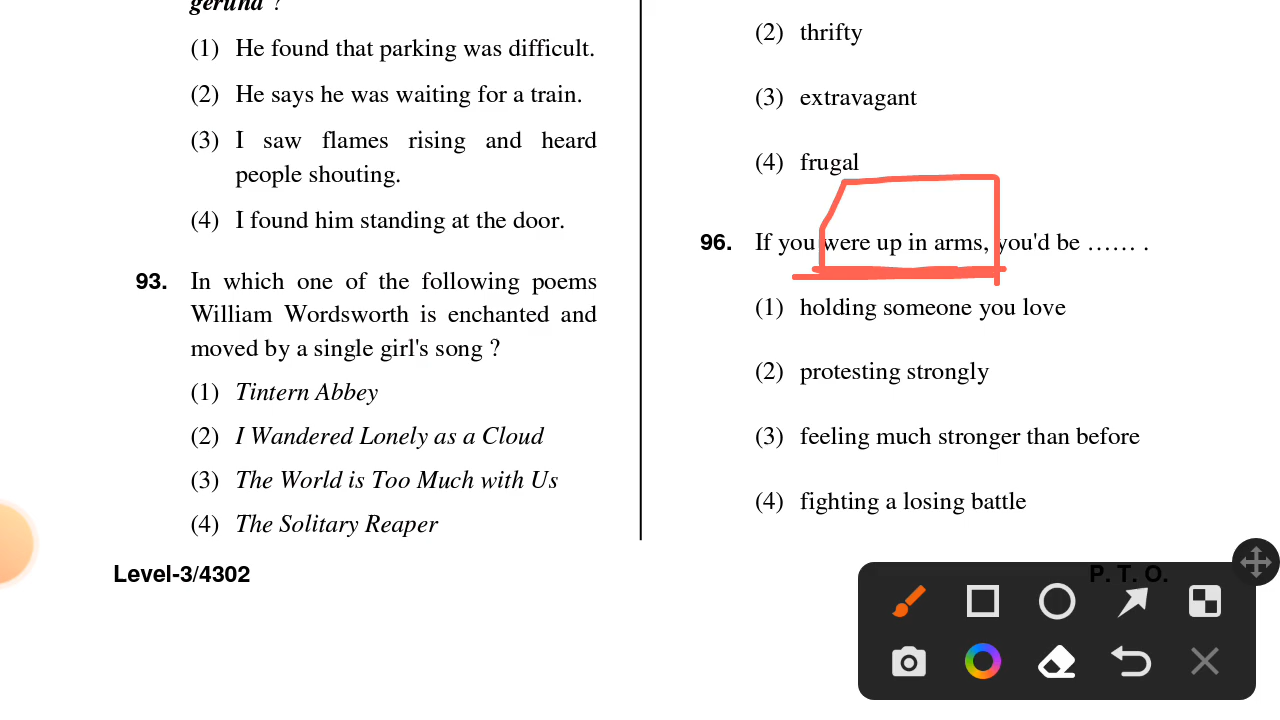 gerund ?
(1) He found that parking was difficult.
(2) He says he was waiting for a train.
(3) I saw flames rising and heard
people shouting.
(4) I found him standing at the door.
93. In which one of the following poems
William Wordsworth is enchanted and
moved by a single girl's song ?
(1) Tintern Abbey
(2) I Wandered Lonely as a Cloud
(3) The World is Too Much with Us
(4) The Solitary Reaper
Level-3/4302
(2) thrifty
(3) extravagant
(4) frugal
96. If you were up in arms, you'd be ...... .
(1) holding someone you love
(2) protesting strongly
(3) feeling much stronger than before
(4) fighting a losing battle
P. T. O.